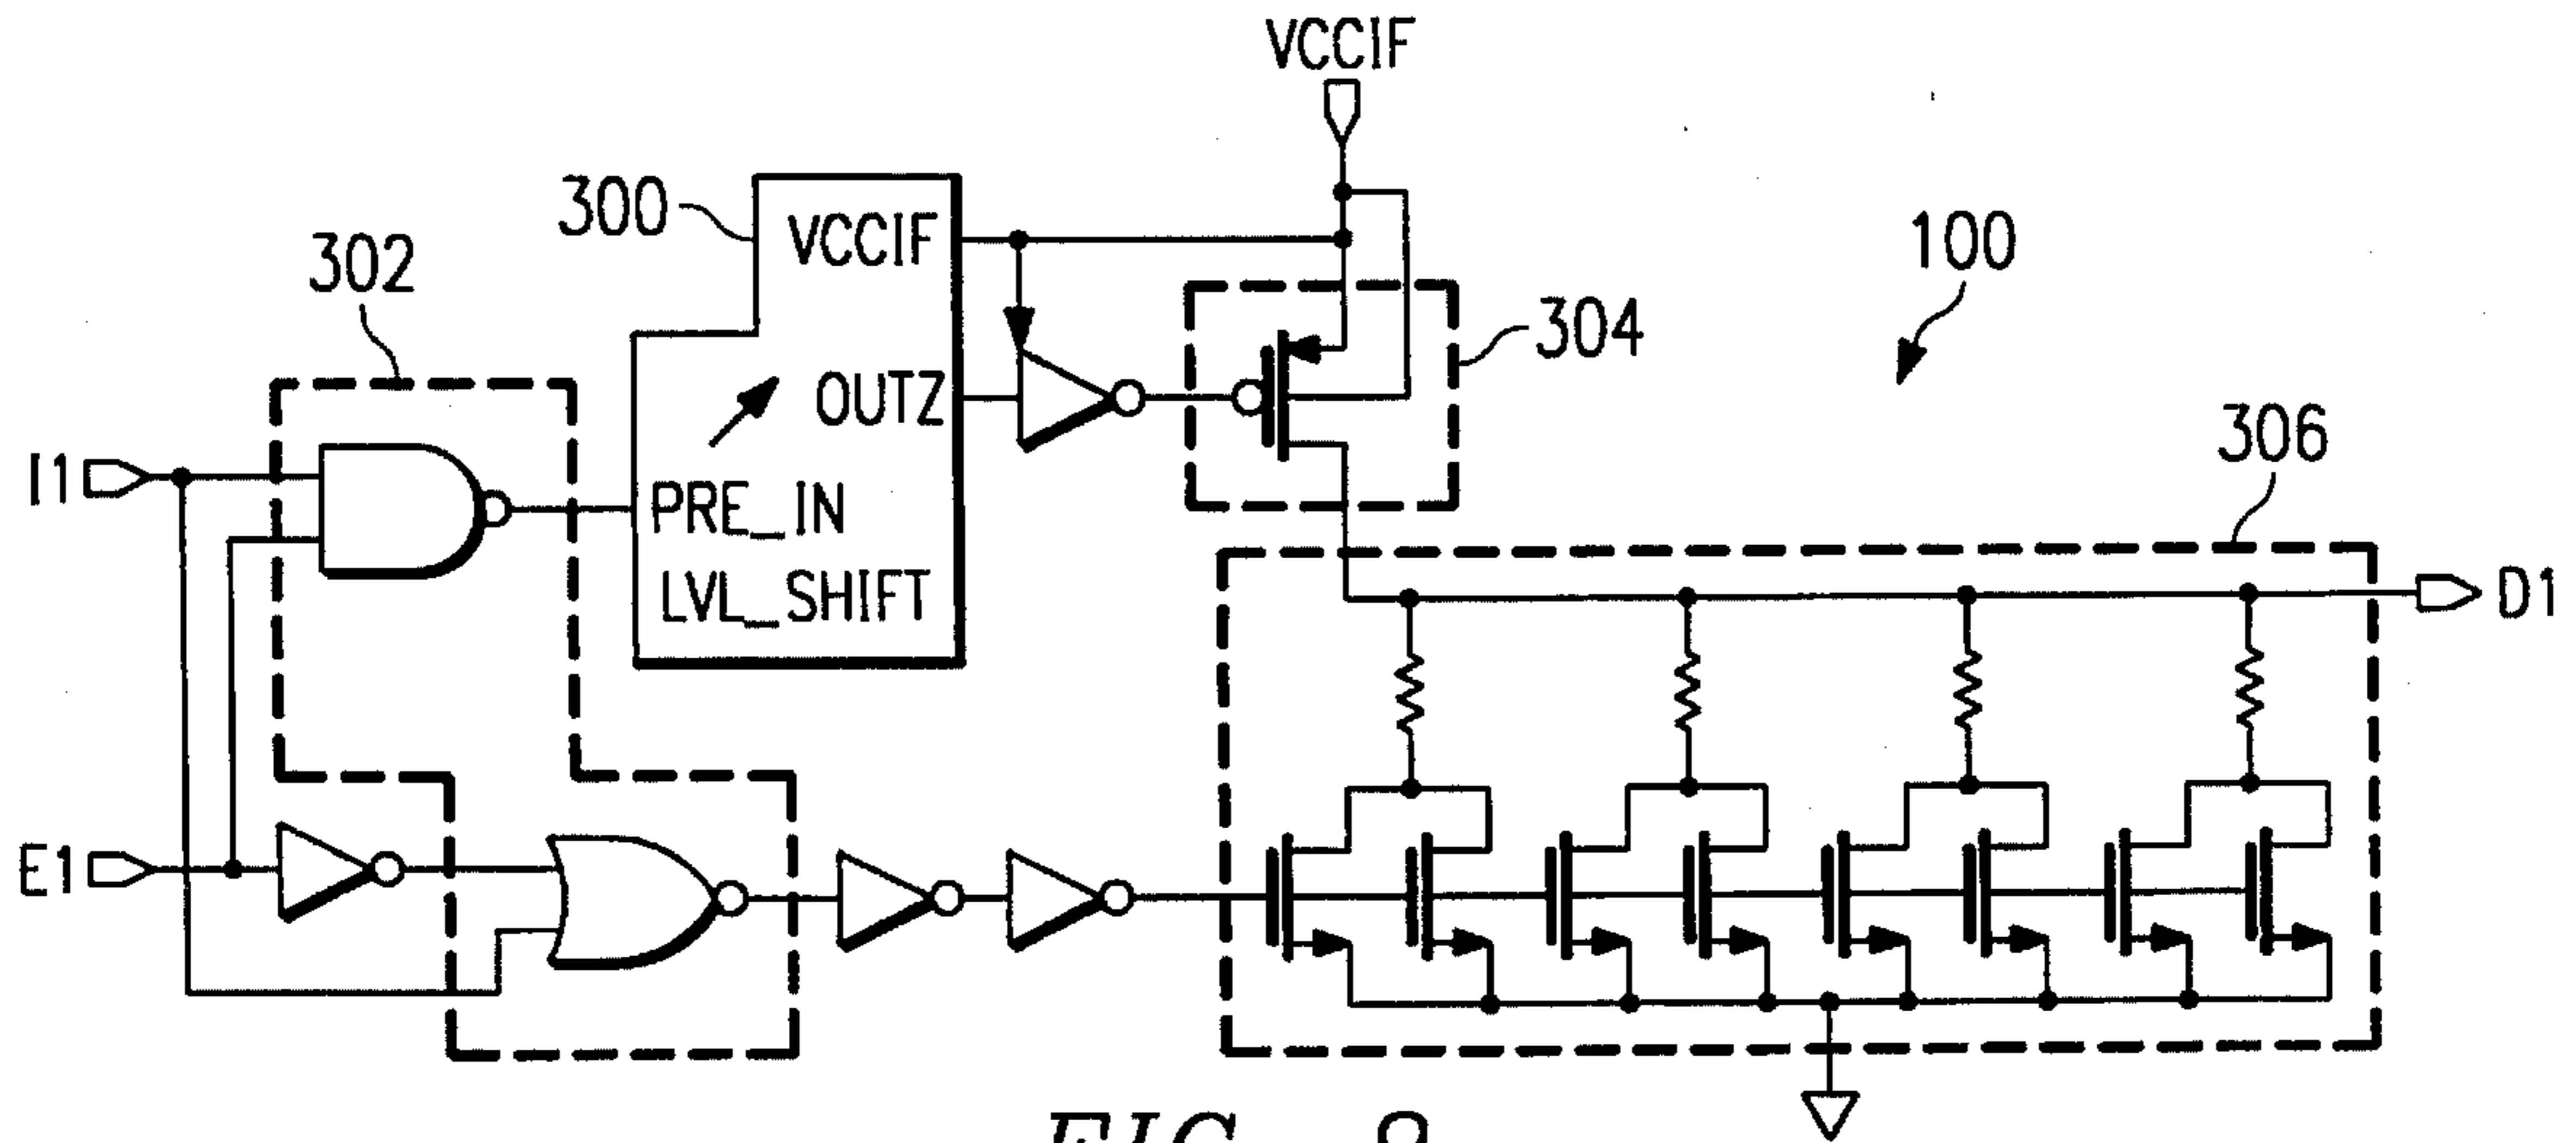 VCCIF
300
VCCIF
302
100
304
OUTZ
306
I1
PRE_IN
LVL_SHIFT
D1
E1